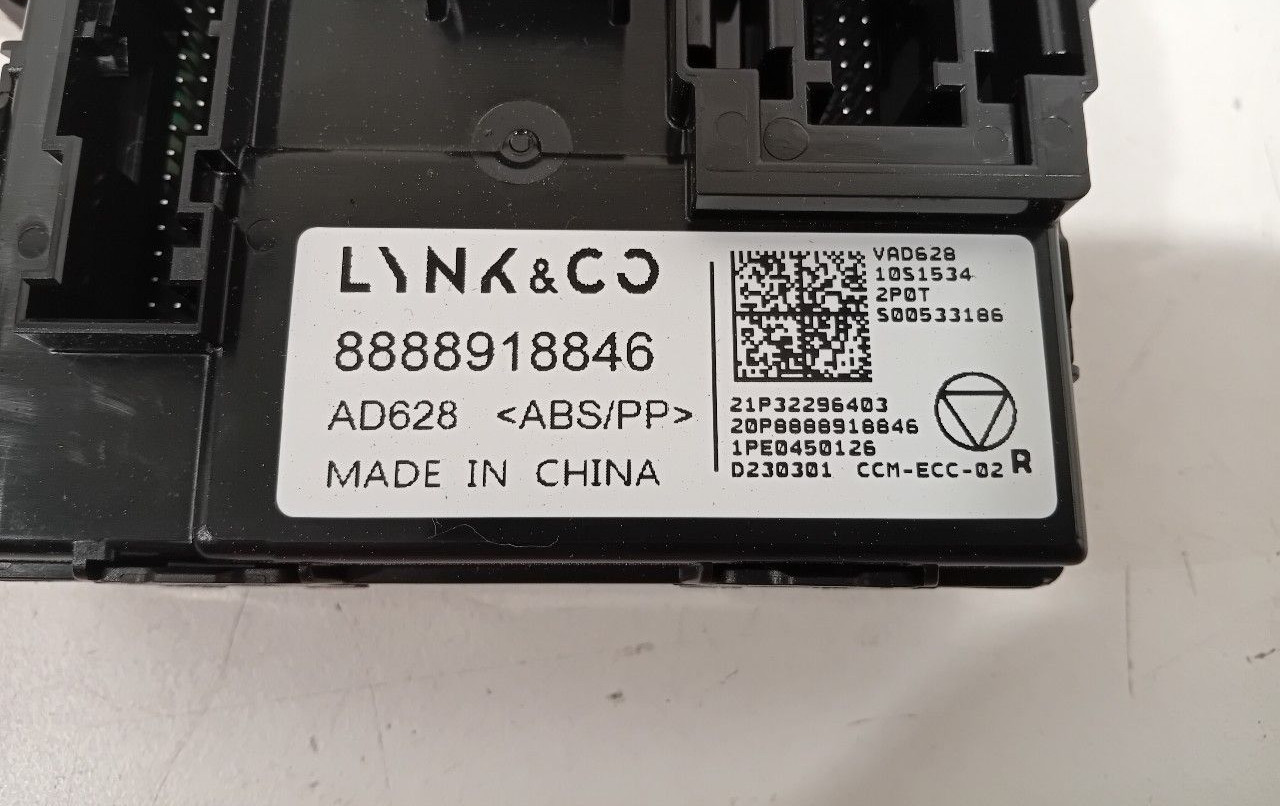 LYNK&CO
8888918846
AD628 <ABS/PP>
MADE IN CHINA
VAD628
10S1534
2P0T
S00533186
21P32296403
20P8888918846
1PE0450126
D230301 CCM-ECC-02 R